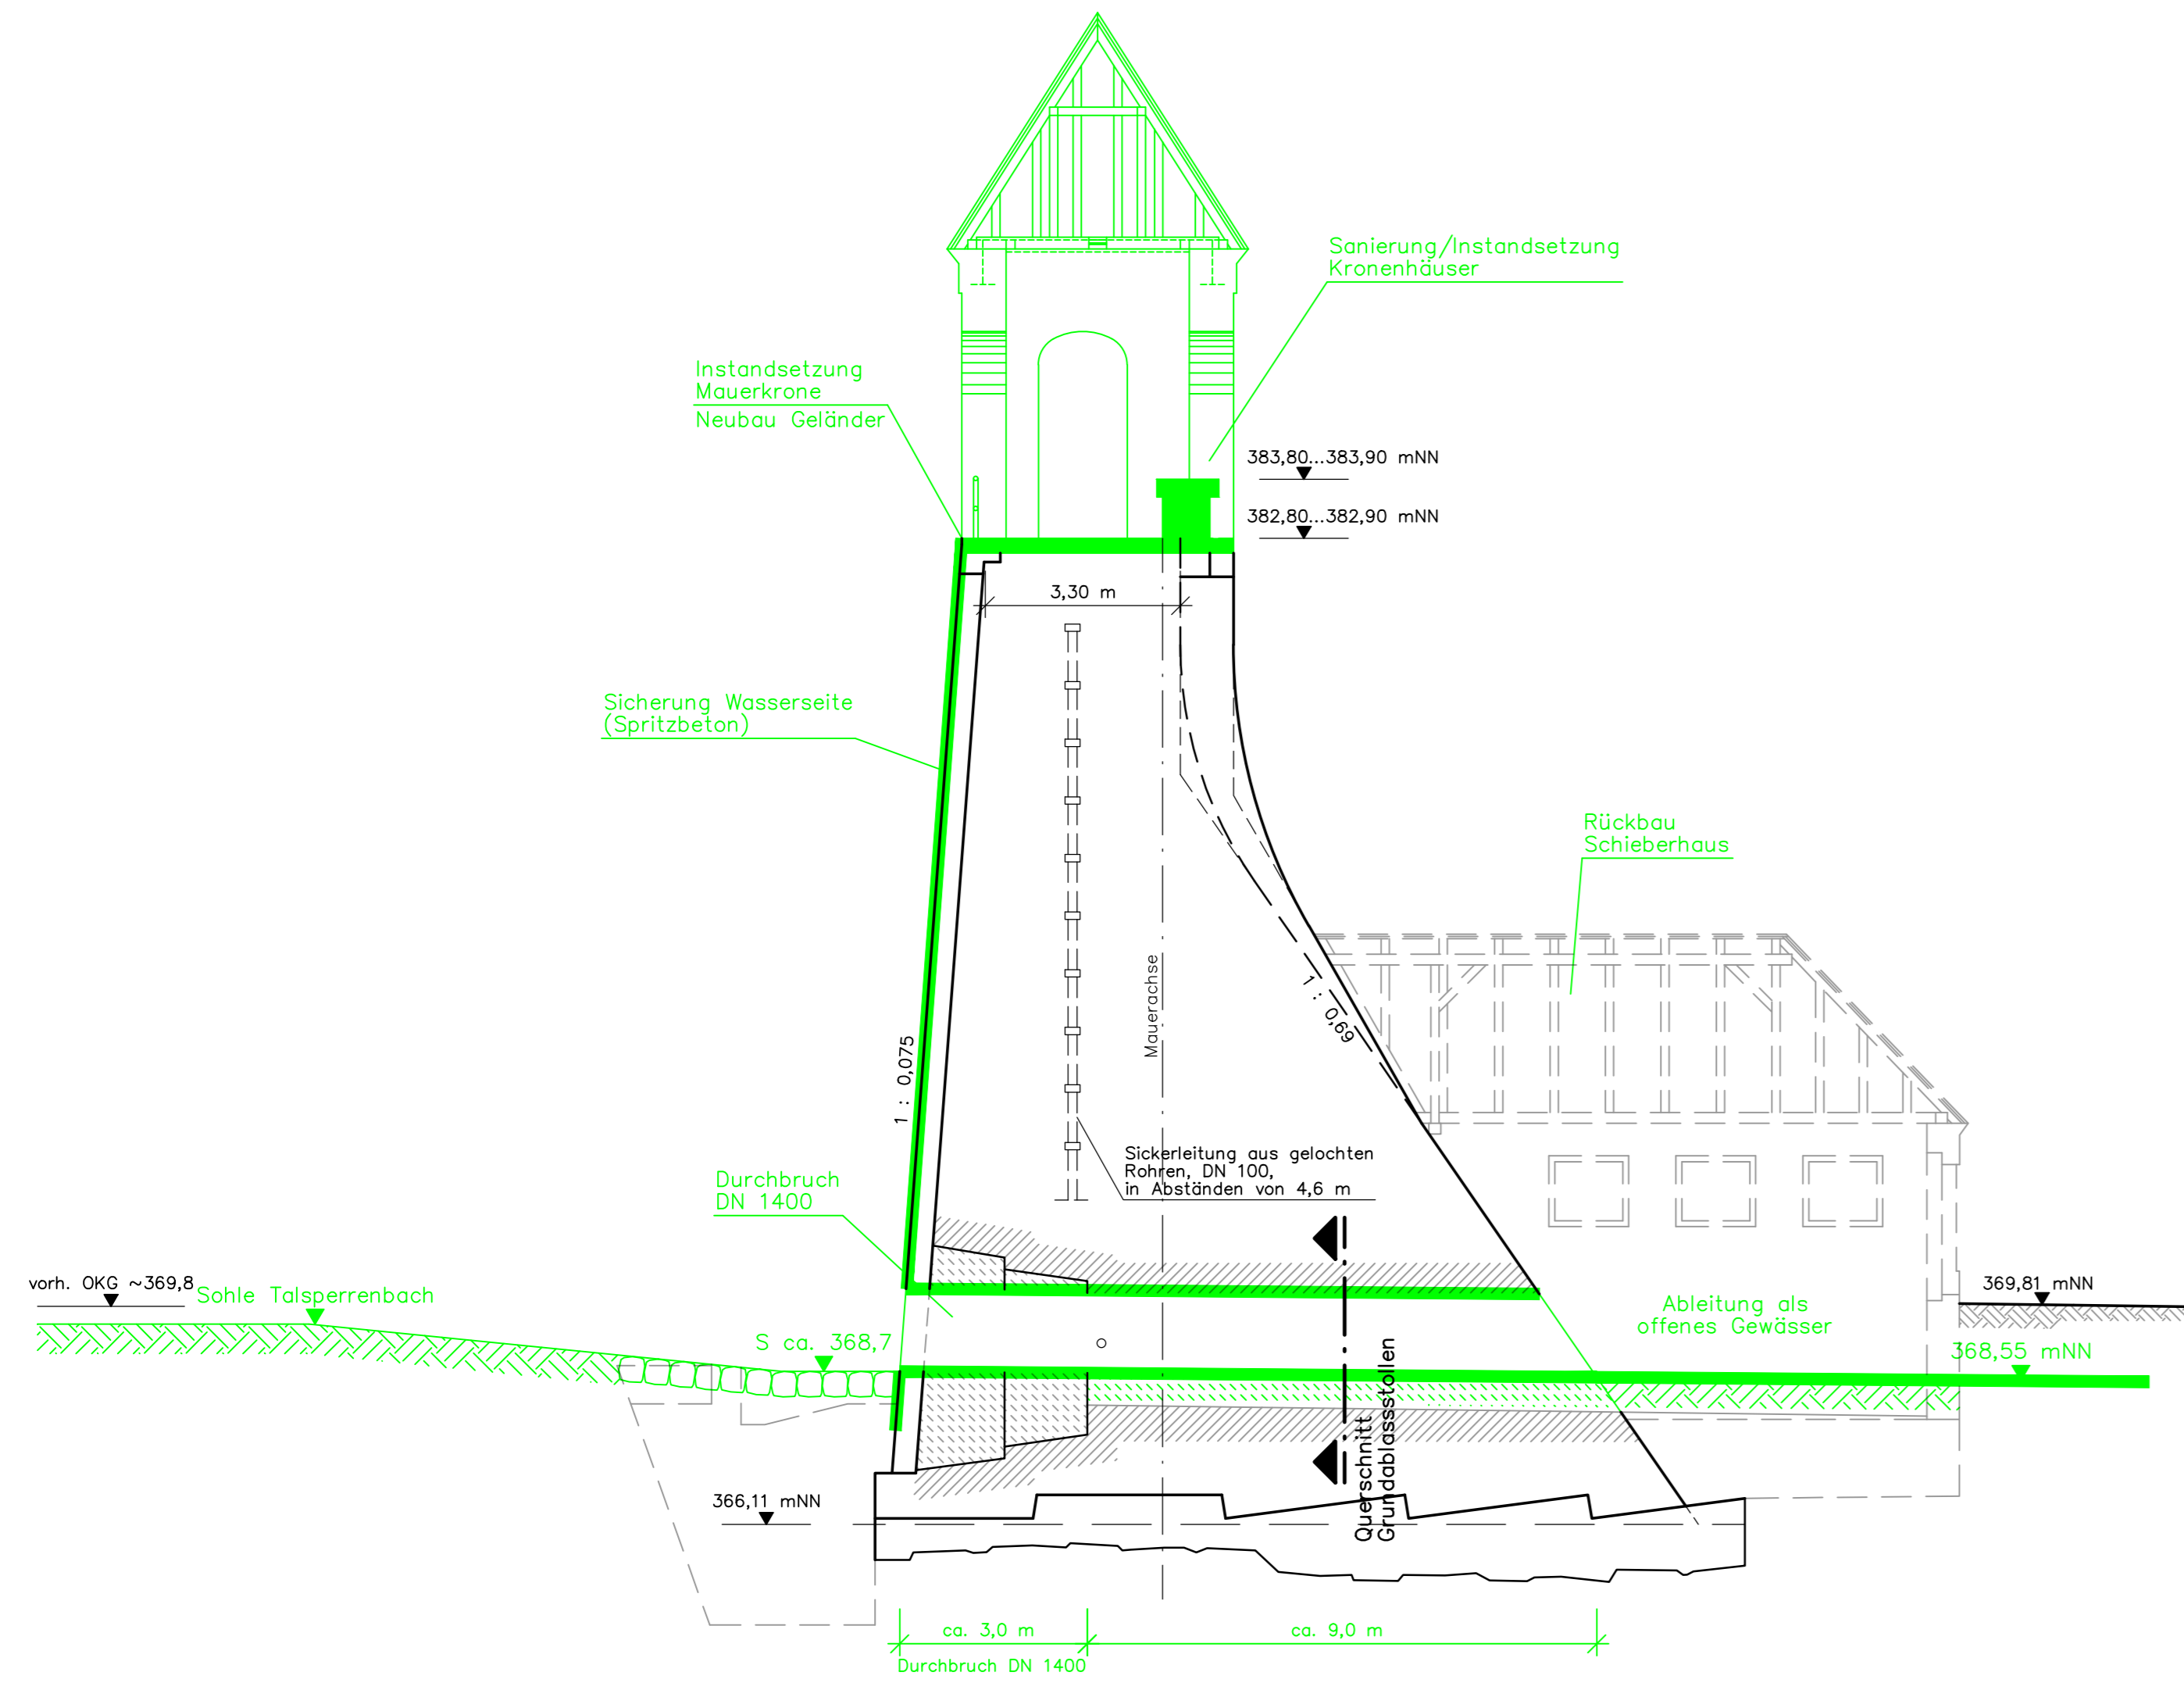 Sanierung/Instandsetzung
Kronenhäuser
Instandsetzung
Mauerkrone
Neubau Geländer
383,80...383,90 mNN
382,80...382,90 mNN
3,30 m
Sicherung Wasserseite
(Spritzbeton)
Rückbau
Schieberhaus
Mauerachse
1 : 0,69
1 : 0,075
Sickerleitung aus gelochten
Rohren, DN 100,
in Abständen von 4,6 m
Durchbruch
DN 1400
vorh. OKG ~369,8
Sohle Talsperrenbach
369,81 mNN
Ableitung als
offenes Gewässer
S ca. 368,7
368,55 mNN
Querschnitt
Grundablassstollen
366,11 mNN
ca. 3,0 m
ca. 9,0 m
Durchbruch DN 1400